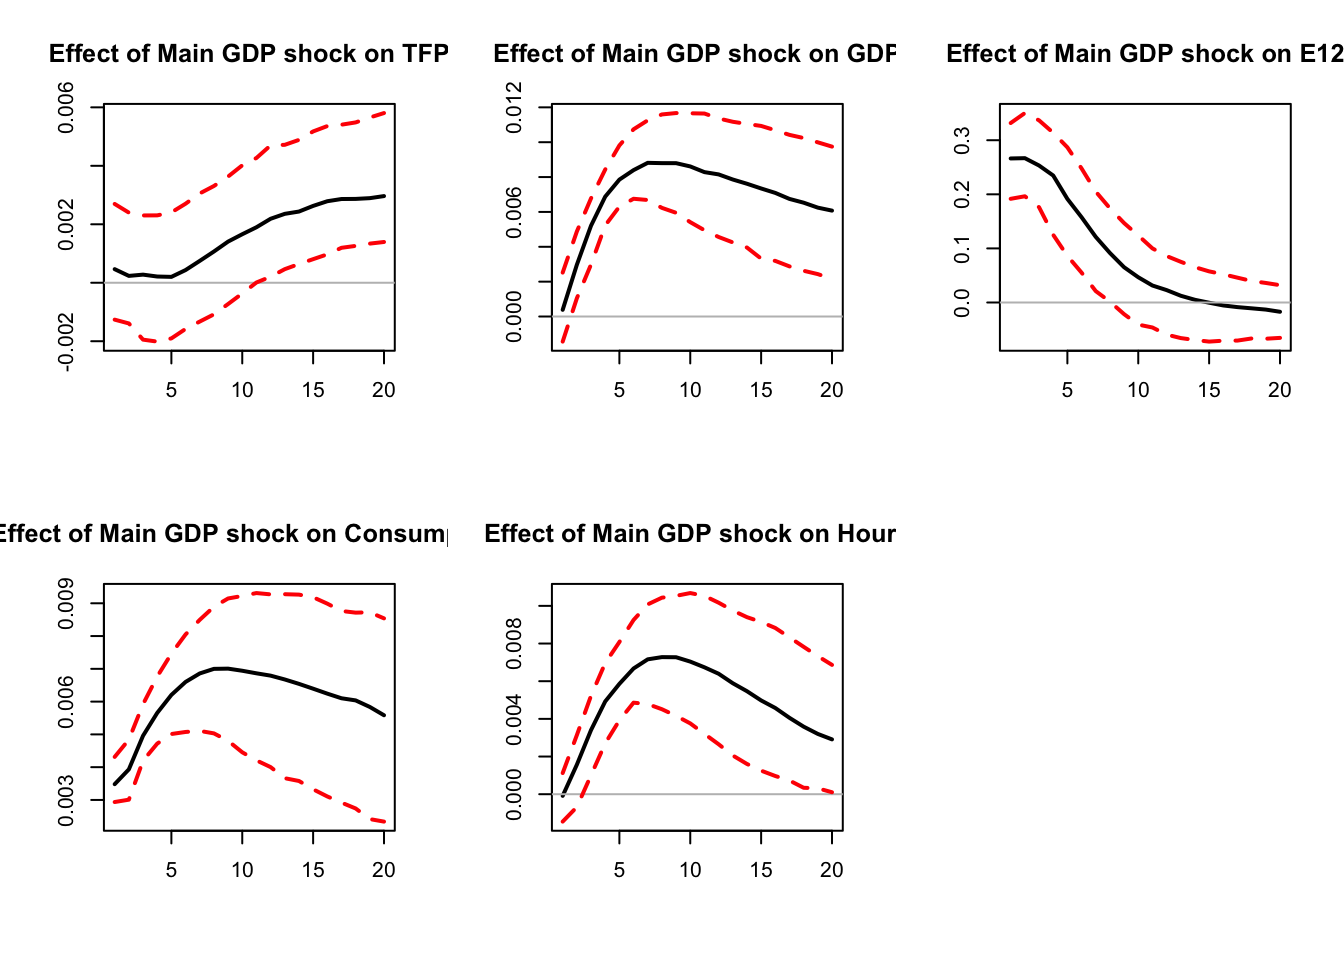 Effect of Main GDP shock on TFP
0.006
0.002
-0.002
5 10 15 20
Effect of Main GDP shock on GDP
0.012
0.006
0.000
5 10 15 20
Effect of Main GDP shock on E12
0.3
0.2
0.1
0.0
5 10 15 20
Effect of Main GDP shock on Consump
0.009
0.006
0.003
5 10 15 20
Effect of Main GDP shock on Hour
0.008
0.004
0.000
5 10 15 20